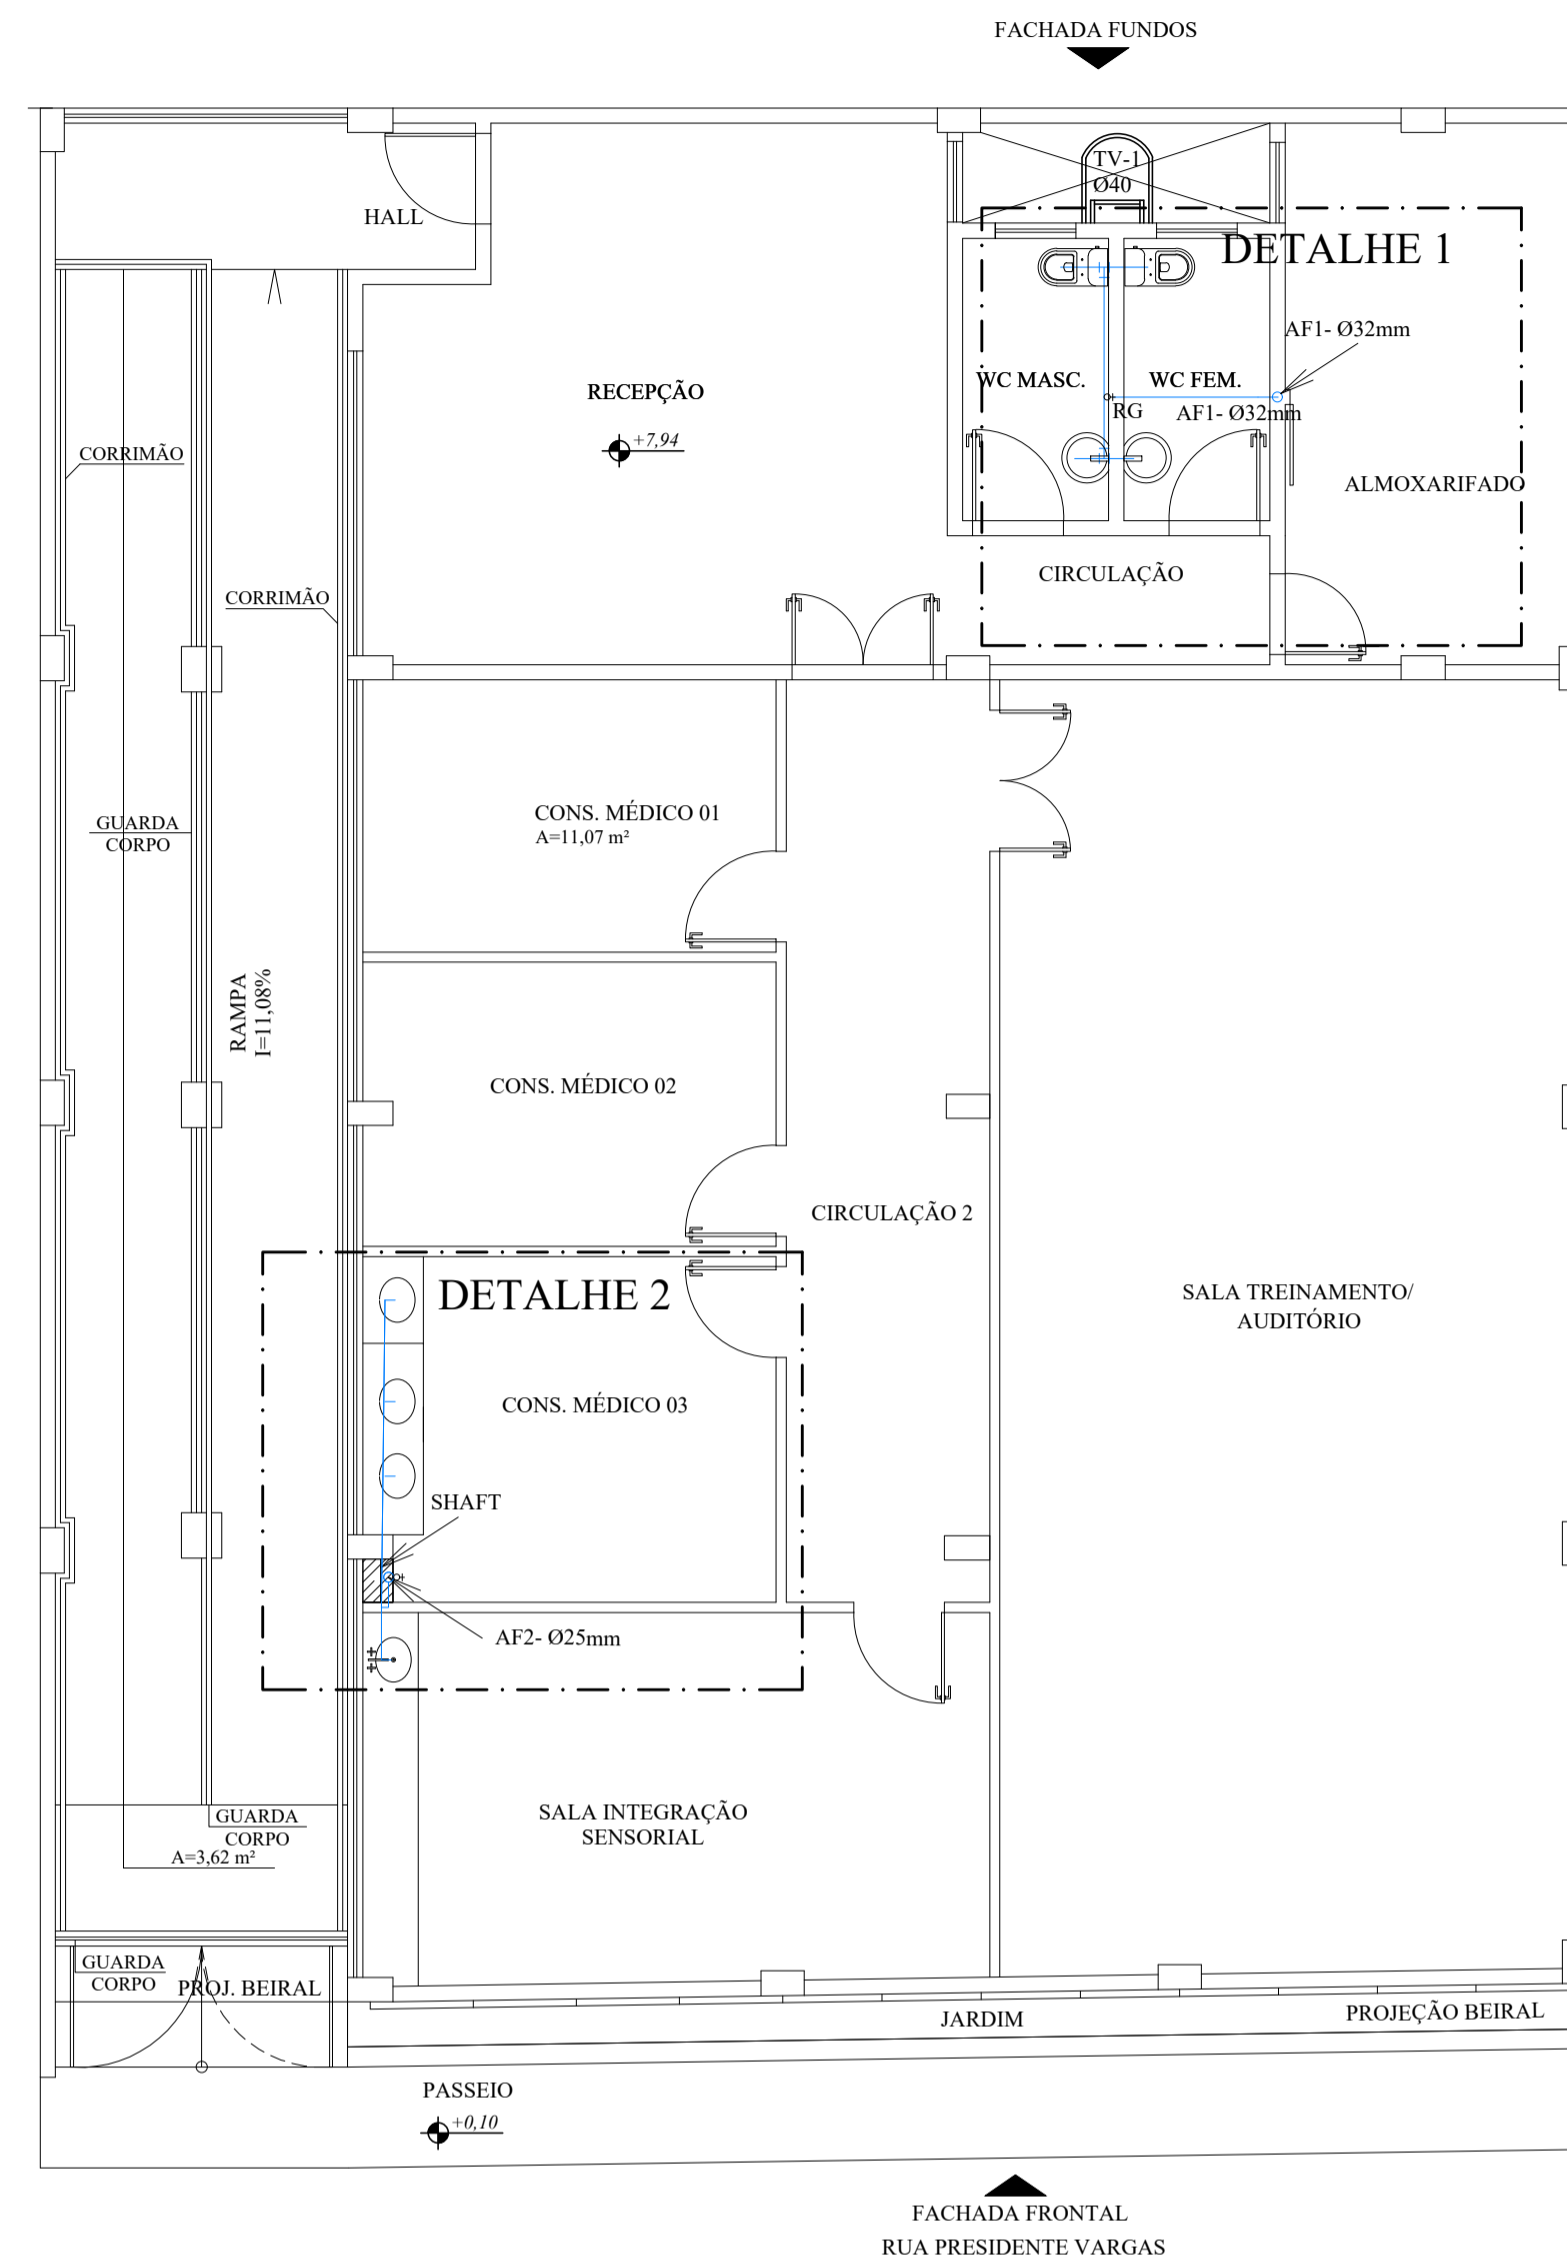 FACHADA FUNDOS
TV-1
Ø40
HALL
DETALHE 1
AF1- Ø32mm
RECEPÇÃO
+7,94
WC MASC.
WC FEM.
RG
AF1- Ø32mm
CORRIMÃO
ALMOXARIFADO
CIRCULAÇÃO
CORRIMÃO
GUARDA
CORPO
CONS. MÉDICO 01
A=11,07 m²
RAMPA
I=11,08%
CONS. MÉDICO 02
CIRCULAÇÃO 2
DETALHE 2
SALA TREINAMENTO/
AUDITÓRIO
CONS. MÉDICO 03
SHAFT
AF2- Ø25mm
SALA INTEGRAÇÃO
SENSORIAL
GUARDA
CORPO
A=3,62 m²
GUARDA
CORPO
PROJ. BEIRAL
JARDIM
PROJEÇÃO BEIRAL
PASSEIO
+0,10
FACHADA FRONTAL
RUA PRESIDENTE VARGAS